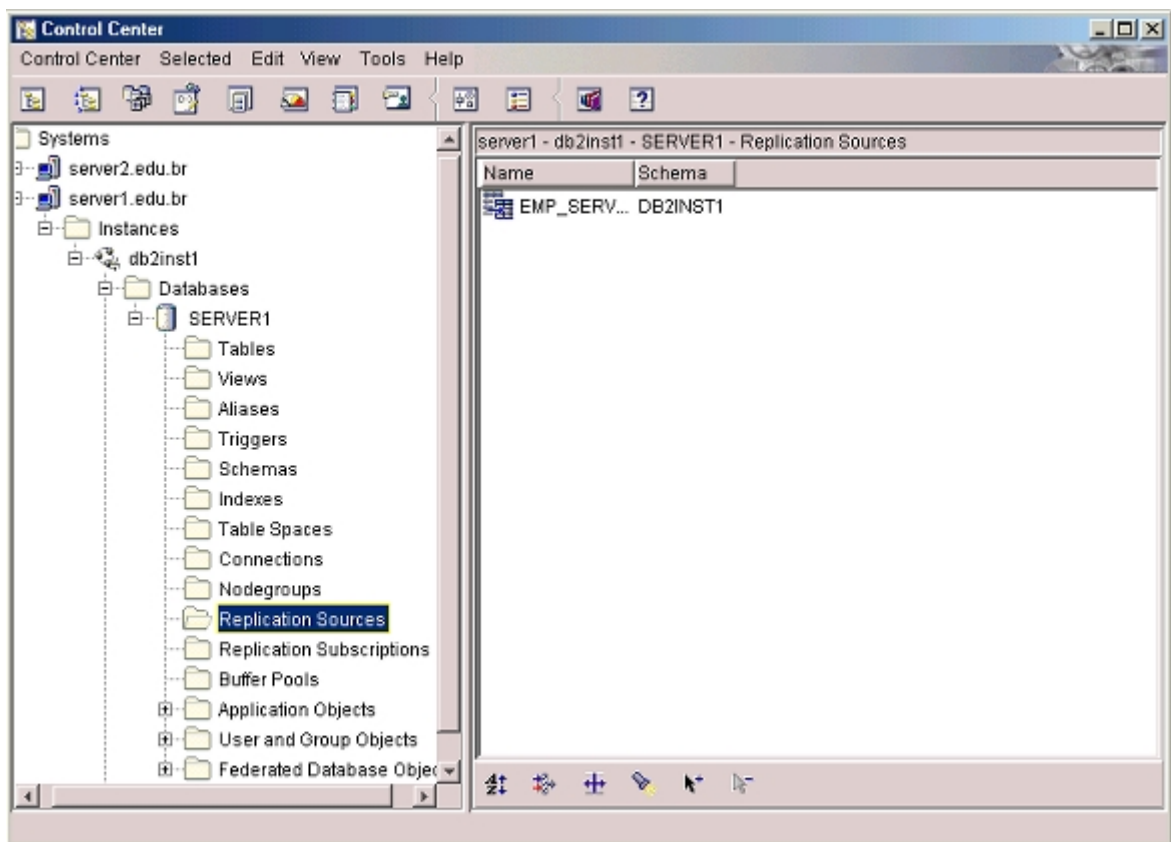 Control Center
Control Center Selected Edit View Tools Help
Systems
server2.edu.br
server1.edu.br
Instances
db2inst1
Databases
SERVER1
Tables
Views
Aliases
Triggers
Schemas
Indexes
Table Spaces
Connections
Nodegroups
Replication Sources
Replication Subscriptions
Buffer Pools
Application Objects
User and Group Objects
Federated Database Objec
server1 - db2inst1 - SERVER1 - Replication Sources
Name Schema
EMP_SERV... DB2INST1